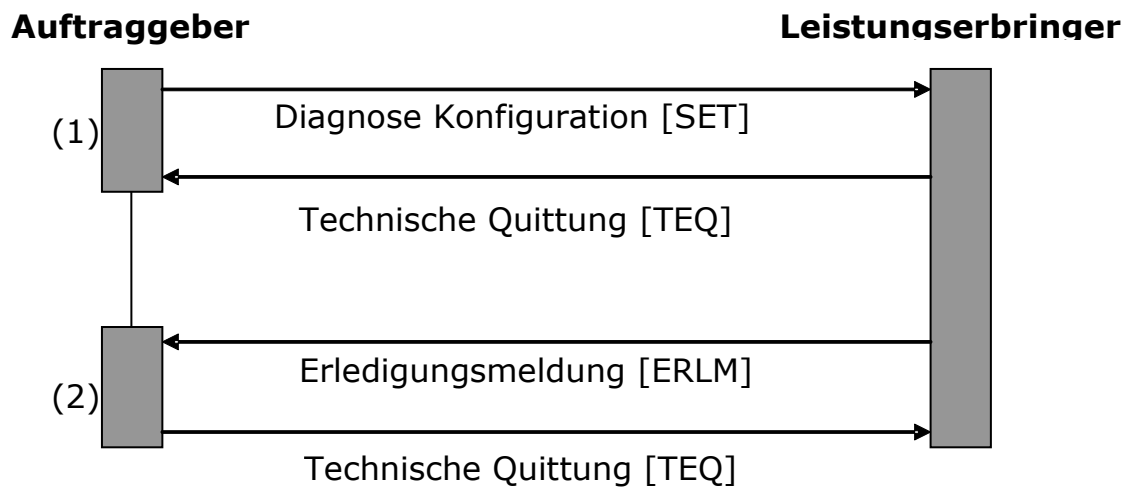 Auftraggeber Leistungserbringer
Diagnose Konfiguration [SET]
(1)
Technische Quittung [TEQ]
Erledigungsmeldung [ERLM]
(2)
Technische Quittung [TEQ]